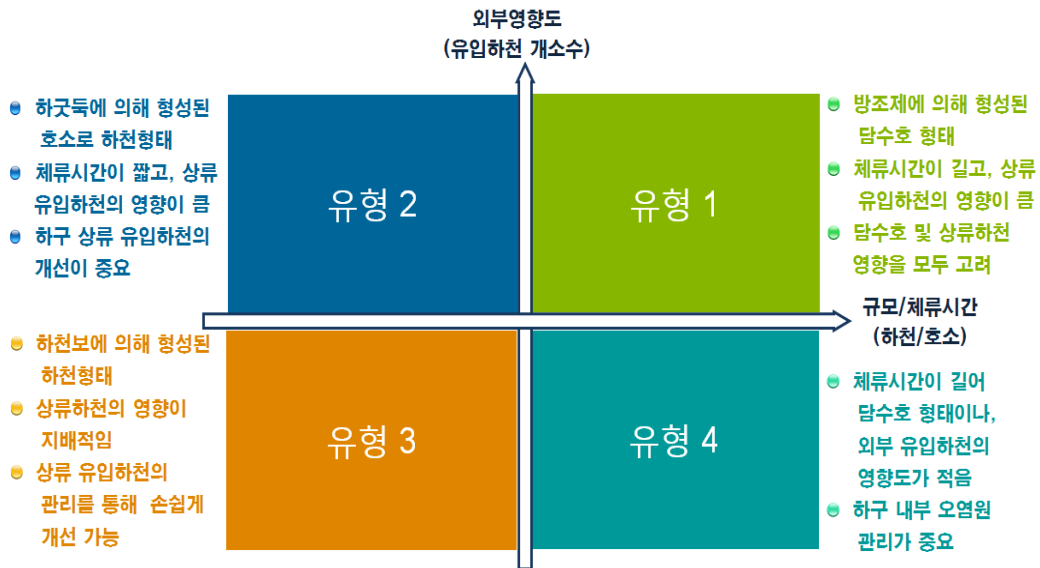 외부영향도
(유입하천 개소수)
하굿둑에 의해 형성된
호소로 하천형태
체류시간이 짧고, 상류
유입하천의 영향이 큼
하구 상류 유입하천의
개선이 중요
유형 2
유형 1
방조제에 의해 형성된
담수호 형태
체류시간이 길고, 상류
유입하천의 영향이 큼
담수호 및 상류하천
영향을 모두 고려
규모/체류시간
(하천/호소)
하천보에 의해 형성된
하천형태
상류하천의 영향이
지배적임
상류 유입하천의
관리를 통해 손쉽게
개선 가능
유형 3
유형 4
체류시간이 길어
담수호 형태이나,
외부 유입하천의
영향도가 적음
하구 내부 오염원
관리가 중요